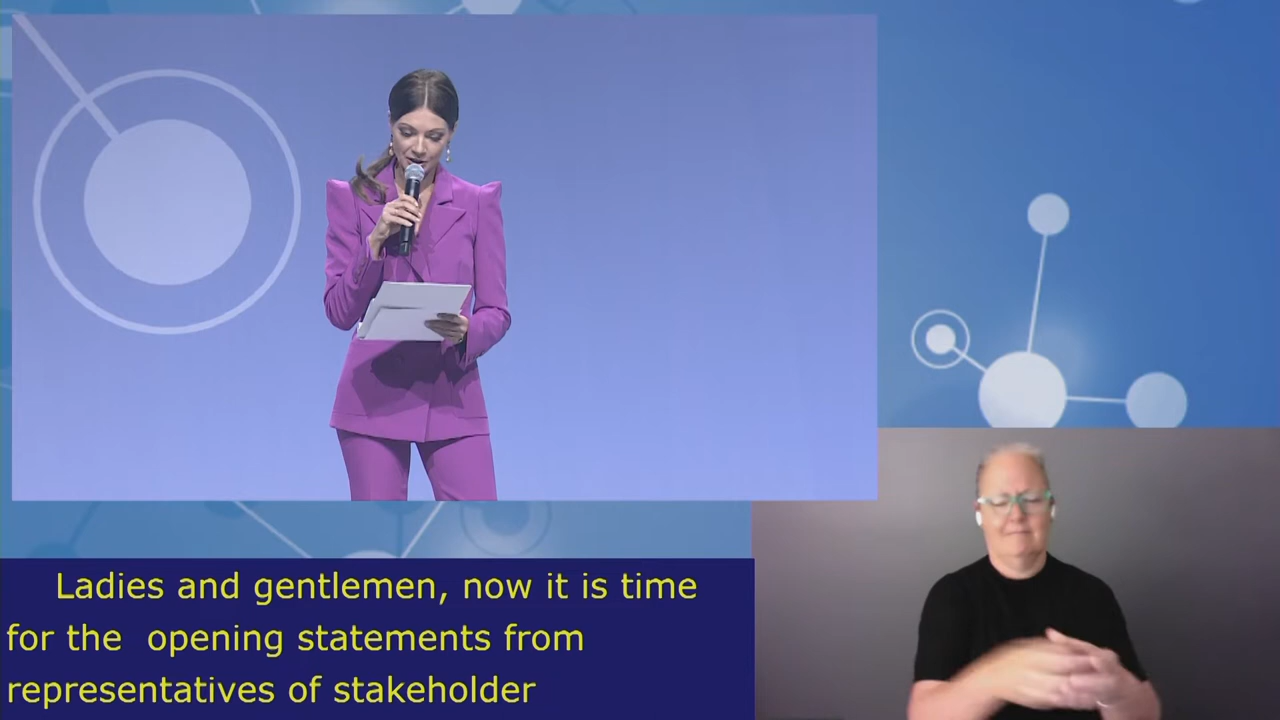 Ladies and gentlemen, now it is time
for the  opening statements from
representatives of stakeholder